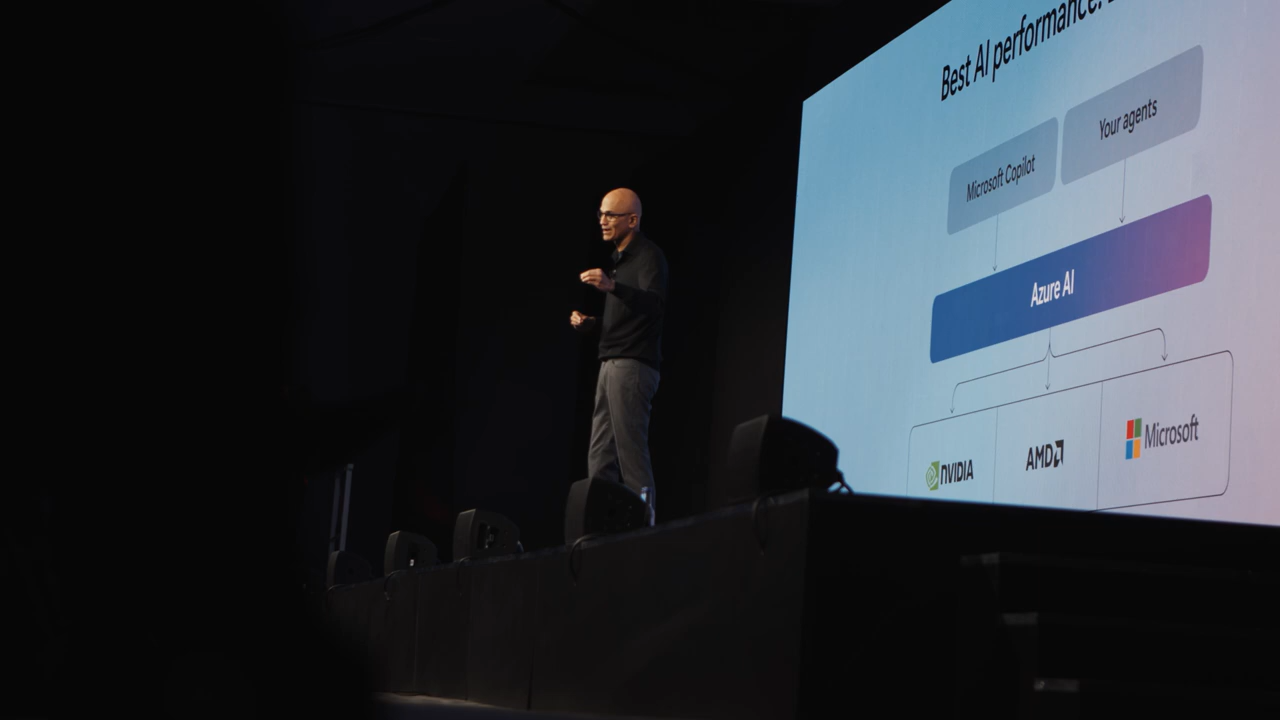 Best AI performance.
Your agents
Microsoft Copilot
Azure AI
NVIDIA
AMD
Microsoft